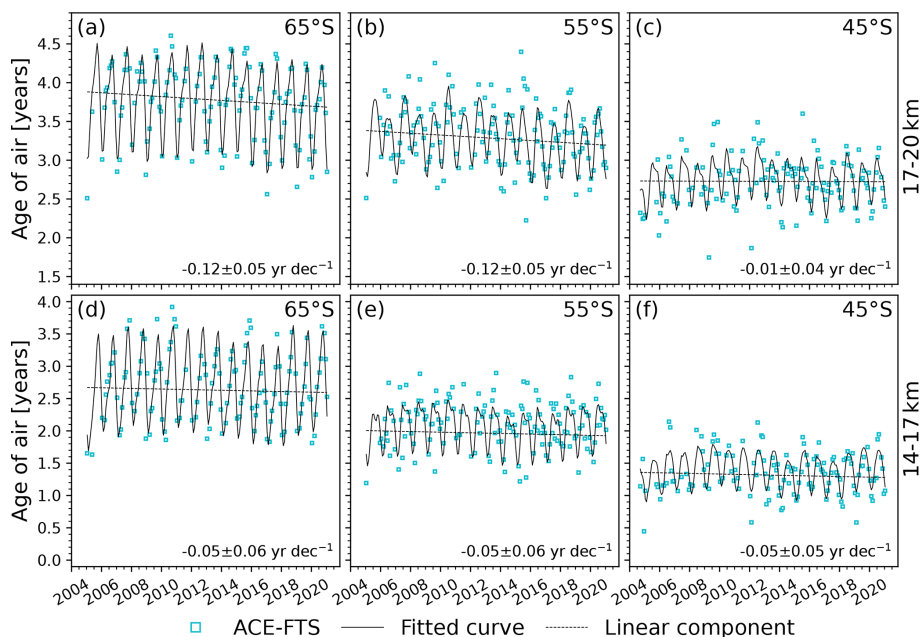 (a) 65°S
(b) 55°S
(c) 45°S
Age of air [years]
4.5
4.0
3.5
3.0
2.5
2.0
1.5
-0.12±0.05 yr dec⁻¹
-0.12±0.05 yr dec⁻¹
-0.01±0.04 yr dec⁻¹
17-20 km
(d) 65°S
(e) 55°S
(f) 45°S
Age of air [years]
4.0
3.5
3.0
2.5
2.0
1.5
1.0
0.5
0.0
-0.05±0.06 yr dec⁻¹
-0.05±0.06 yr dec⁻¹
-0.05±0.05 yr dec⁻¹
14-17 km
2004 2006 2008 2010 2012 2014 2016 2018 2020
2004 2006 2008 2010 2012 2014 2016 2018 2020
2004 2006 2008 2010 2012 2014 2016 2018 2020
ACE-FTS Fitted curve Linear component